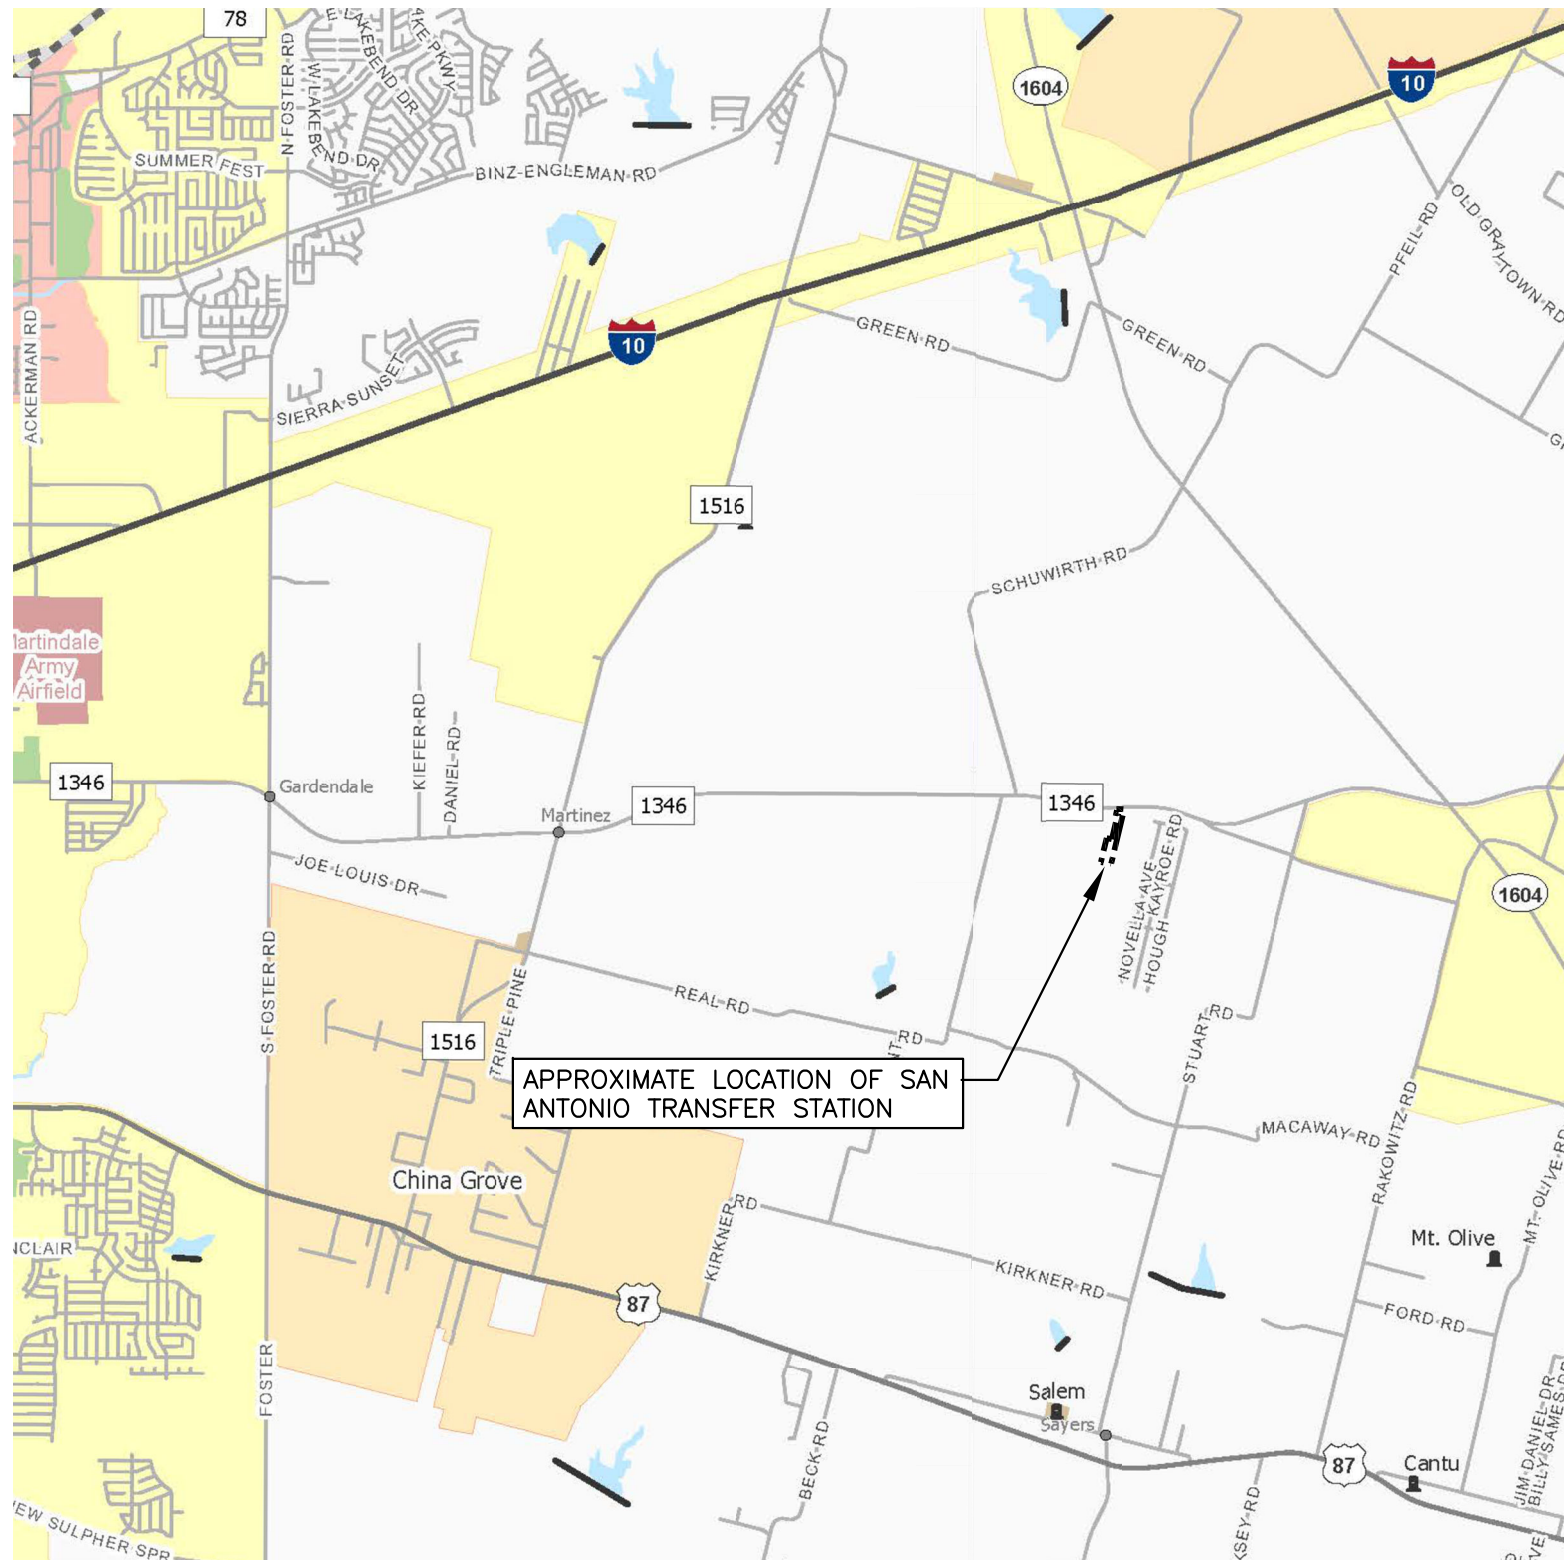 78
N FOSTER RD
W LAKEBEND DR
E LAKEBEND DR
PKWY
LAKEBEND DR
1604
10
SUMMER FEST
BINZ-ENGLEMAN RD
PFEIL RD
OLD GRAYTOWN RD
ACKERMAN RD
10
GREEN RD
GREEN RD
SIERRA SUNSET
1516
SCHUWIRTH RD
Martindale
Army
Airfield
KIEFER RD
DANIEL RD
1346
Gardendale
Martinez
1346
1346
NOVELLA AVE
HOUGH
KAYROE RD
JOE LOUIS DR
1604
S FOSTER RD
TRIPLE PINE
REAL RD
RD
STUART RD
1516
APPROXIMATE LOCATION OF SAN
ANTONIO TRANSFER STATION
MACAWAY RD
RAKOWITZ RD
MT. OLIVE RD
China Grove
KIRKNER RD
Mt. Olive
NCLAIR
KIRKNER RD
87
FORD RD
FOSTER
Salem
Sayers
BECK RD
87
Cantu
JIM DANIEL DR
BILLY SAMES DR
KSEY RD
EW SULPHER SPR